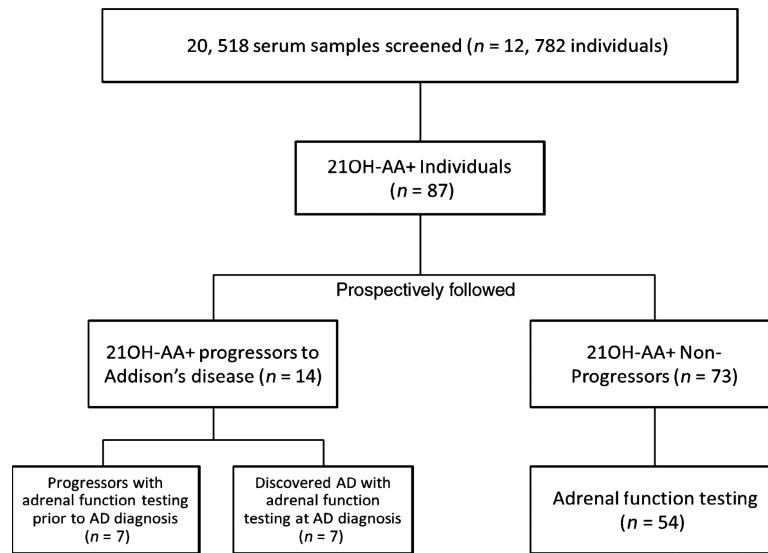 20, 518 serum samples screened (n = 12, 782 individuals)
21OH-AA+ Individuals
(n = 87)
Prospectively followed
21OH-AA+ progressors to
Addison's disease (n = 14)
21OH-AA+ Non-
Progressors (n = 73)
Progressors with
adrenal function testing
prior to AD diagnosis
(n = 7)
Discovered AD with
adrenal function
testing at AD diagnosis
(n = 7)
Adrenal function testing
(n = 54)